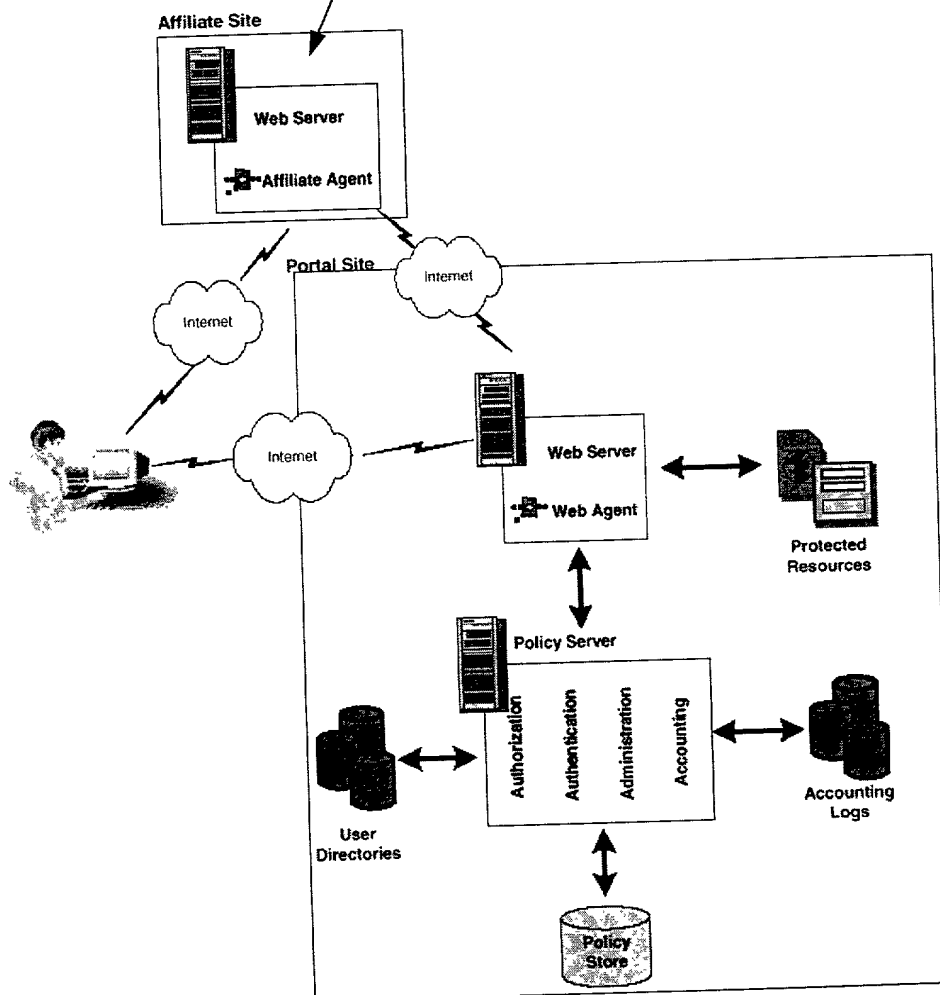 Affiliate Site
Web Server
Affiliate Agent
Portal Site
Internet
Internet
Internet
Web Server
Web Agent
Protected
Resources
Policy Server
Authorization
Authentication
Administration
Accounting
User
Directories
Accounting
Logs
Policy
Store